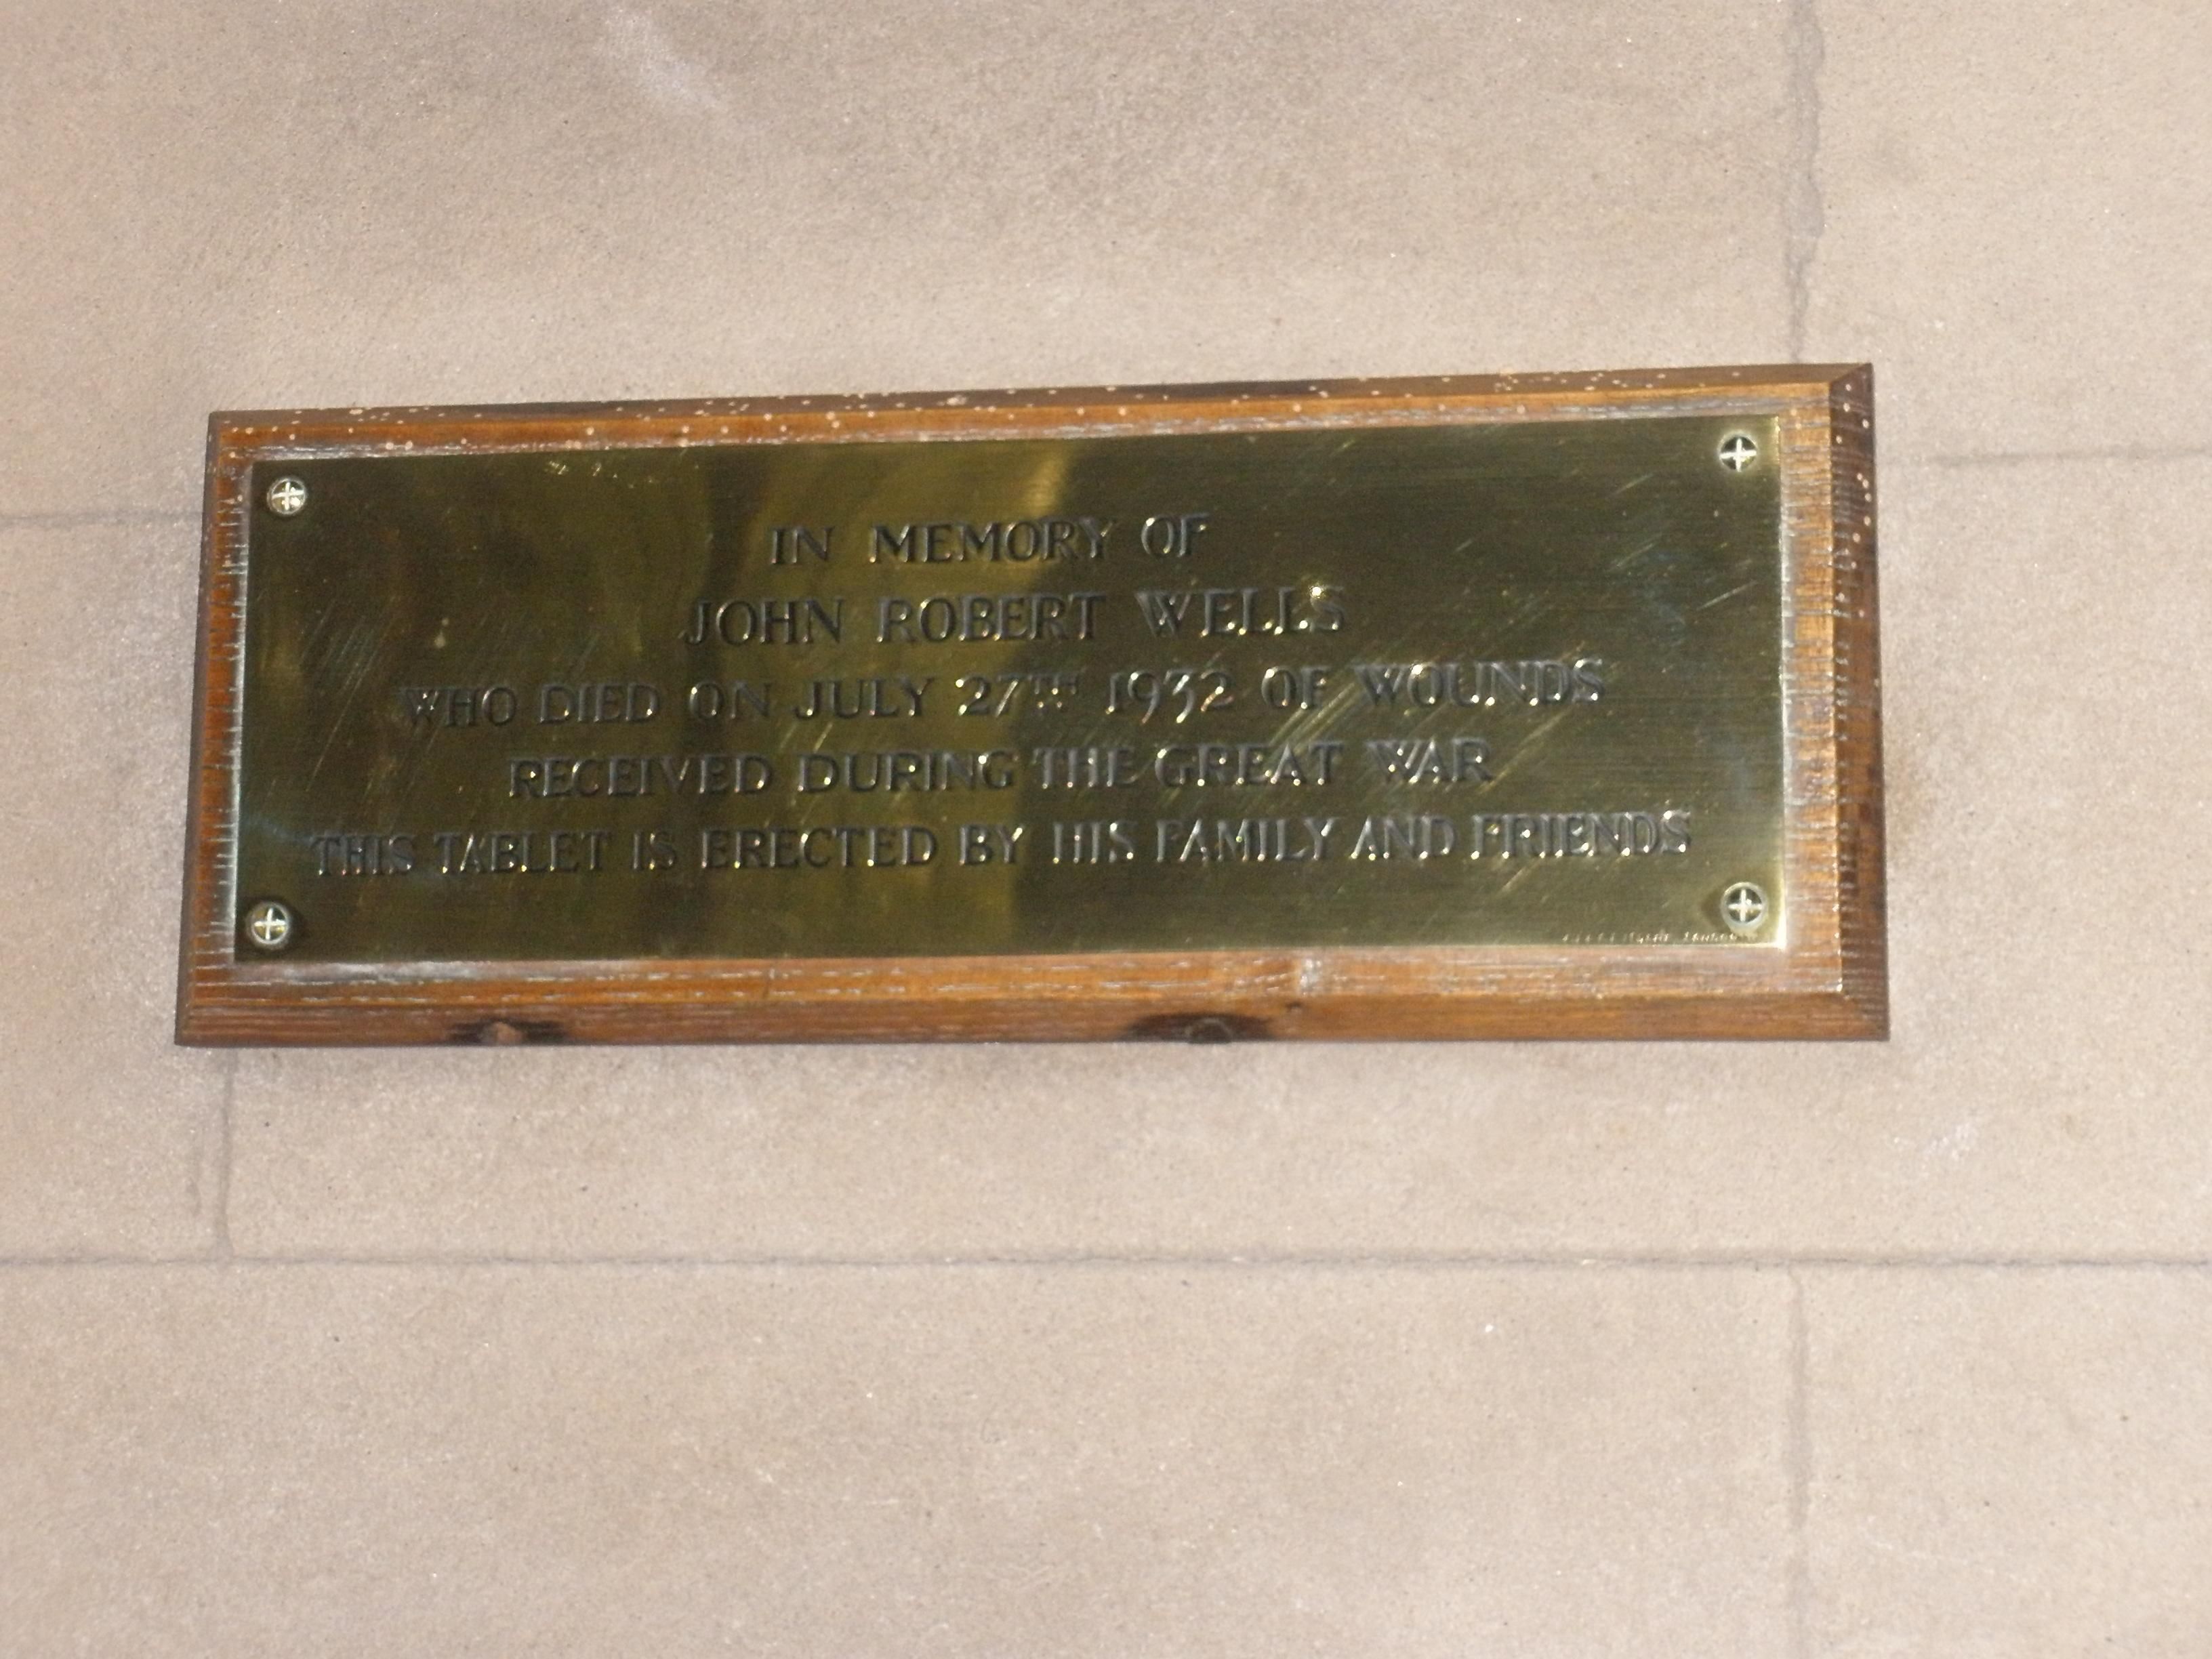 IN MEMORY OF
JOHN ROBERT WELLS
WHO DIED ON JULY 27TH 1932 OF WOUNDS
RECEIVED DURING THE GREAT WAR
THIS TABLET IS ERECTED BY HIS FAMILY AND FRIENDS